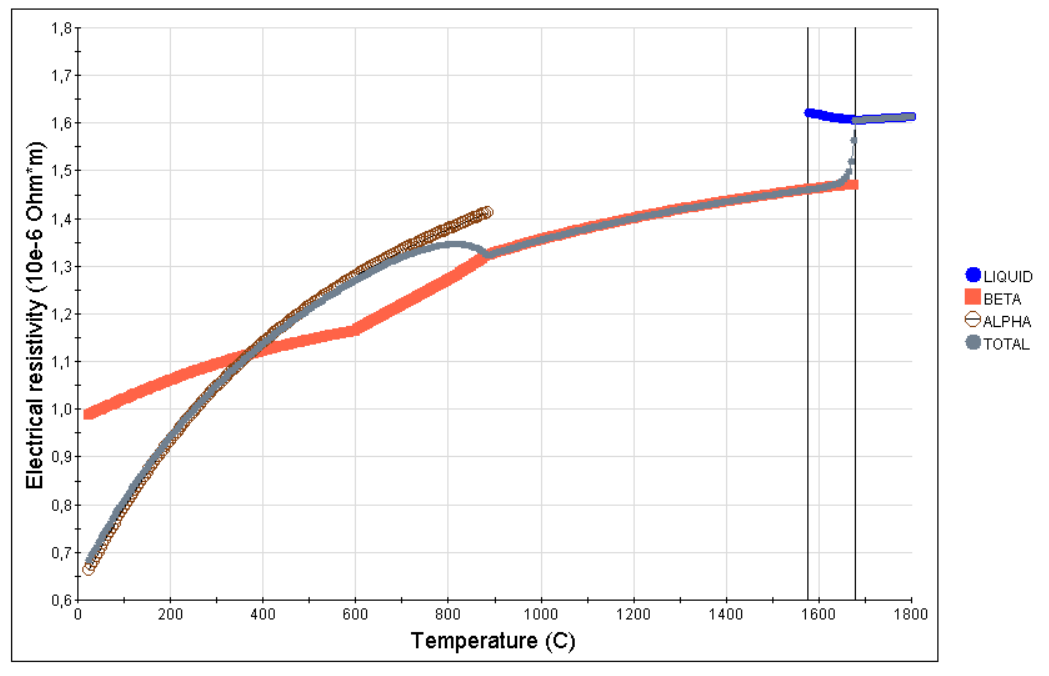 Electrical resistivity (10e-6 Ohm*m)
1,8
1,7
1,6
1,5
1,4
1,3
1,2
1,1
1,0
0,9
0,8
0,7
0,6
0 200 400 600 800 1000 1200 1400 1600 1800
Temperature (C)
LIQUID
BETA
ALPHA
TOTAL